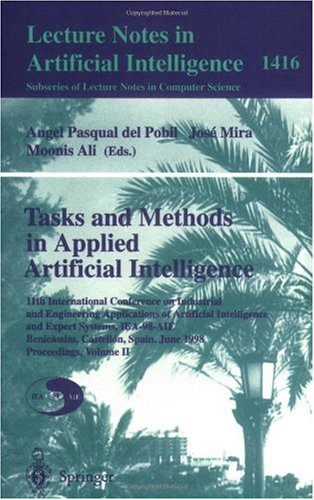 Lecture Notes in
Artificial Intelligence 1416
Subseries of Lecture Notes in Computer Science
Angel Pasqual del Pobil José Mira
Moonis Ali (Eds.)
Tasks and Methods
in Applied
Artificial Intelligence
11th International Conference on Industrial
and Engineering Applications of Artificial Intelligence
and Expert Systems, IEA-98-AIE
Benicàssim, Castellón, Spain, June 1998
Proceedings, Volume II
Springer